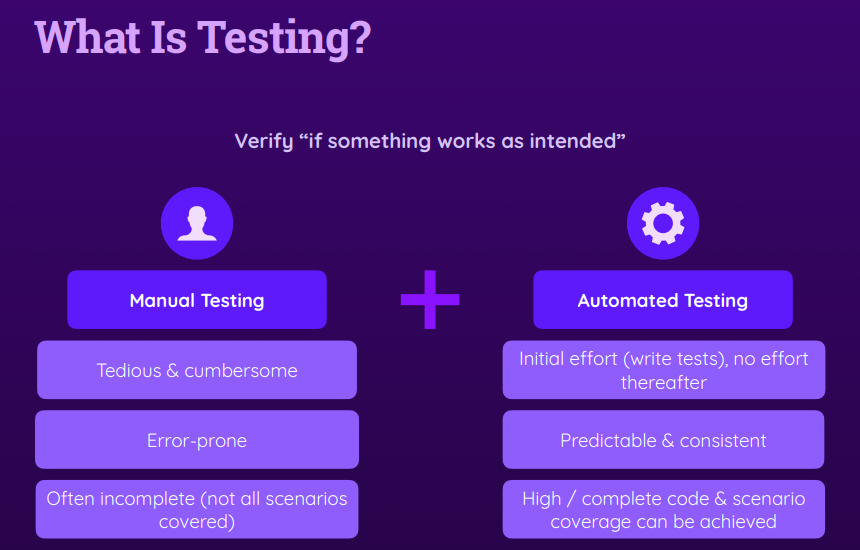 What Is Testing?
Verify “if something works as intended”
Manual Testing
Tedious & cumbersome
Error-prone
Often incomplete (not all scenarios
covered)
Automated Testing
Initial effort (write tests), no effort
thereafter
Predictable & consistent
High / complete code & scenario
coverage can be achieved